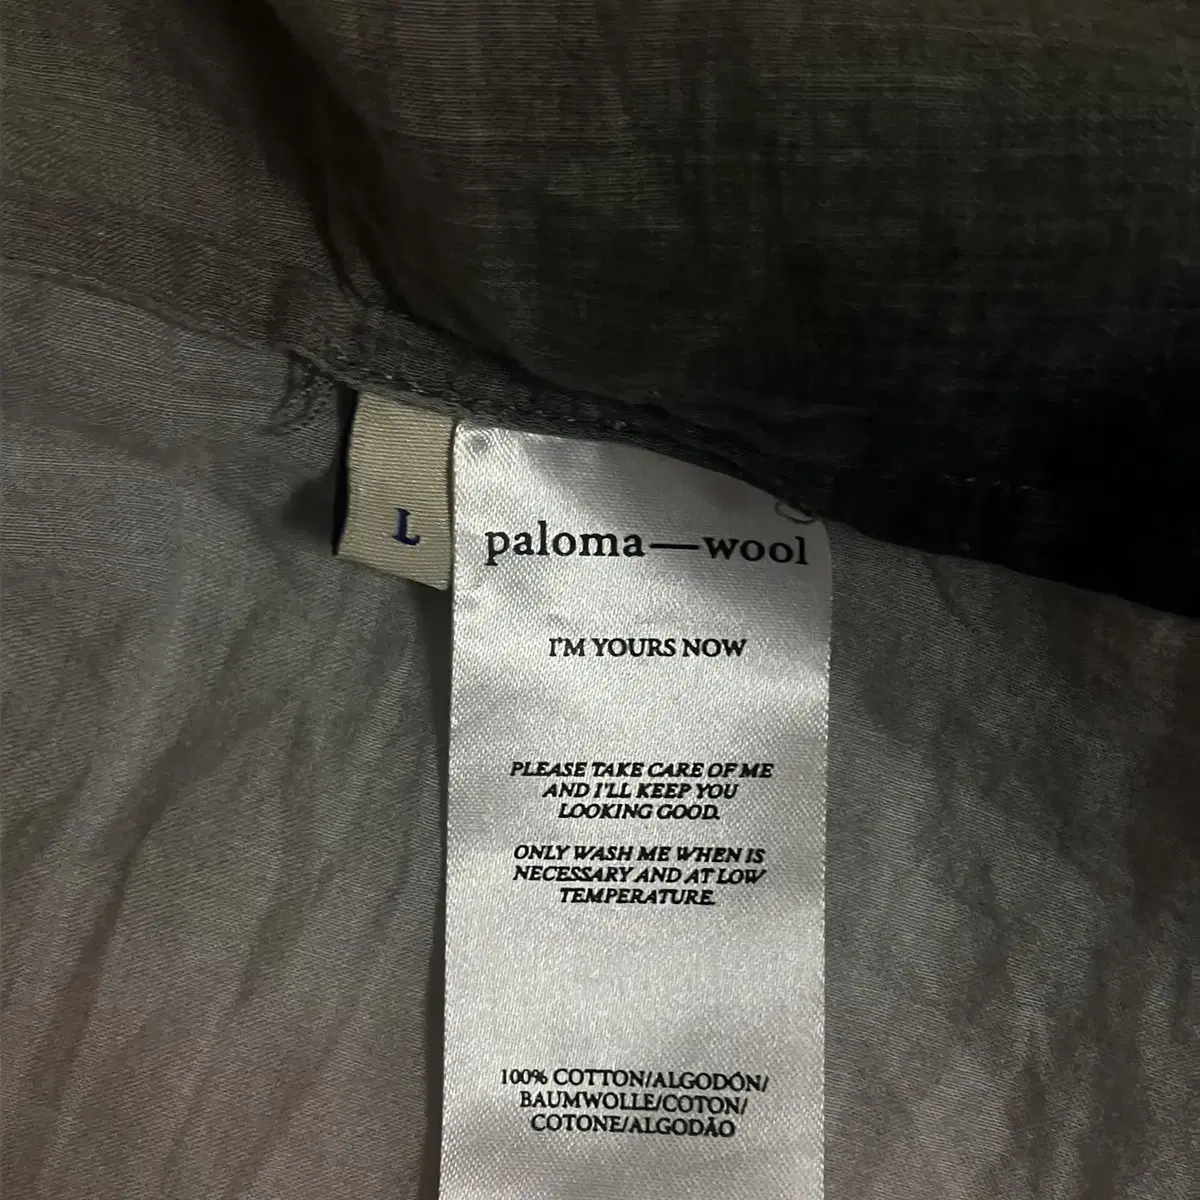 L
paloma—wool
I'M YOURS NOW
PLEASE TAKE CARE OF ME
AND I'LL KEEP YOU
LOOKING GOOD.
ONLY WASH ME WHEN IS
NECESSARY AND AT LOW
TEMPERATURE.
100% COTTON/ALGODÓN/
BAUMWOLLE/COTON/
COTONE/ALGODÃO